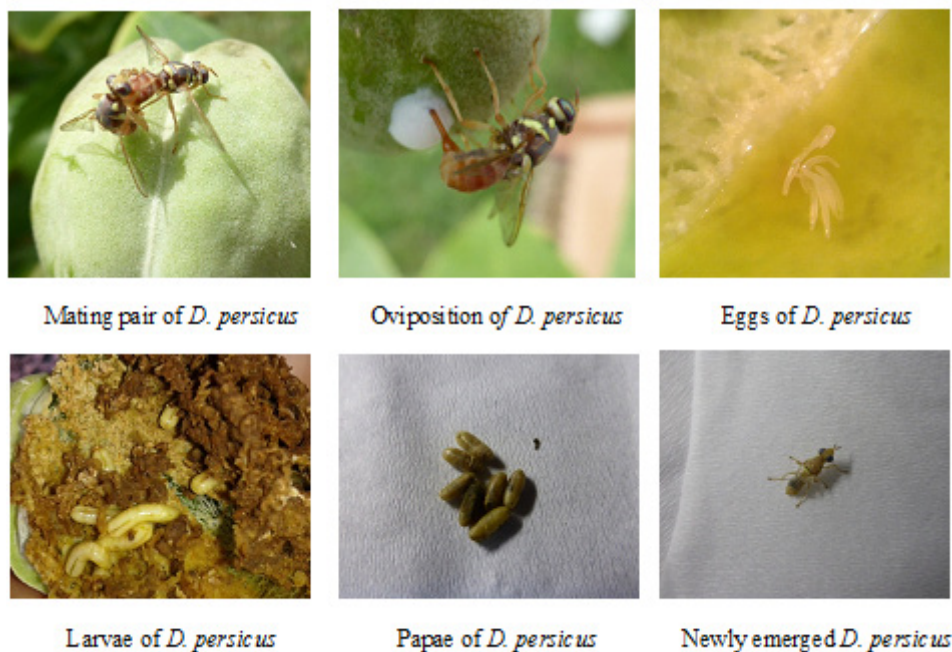 Mating pair of D. persicus
Oviposition of D. persicus
Eggs of D. persicus
Larvae of D. persicus
Papae of D. persicus
Newly emerged D. persicus